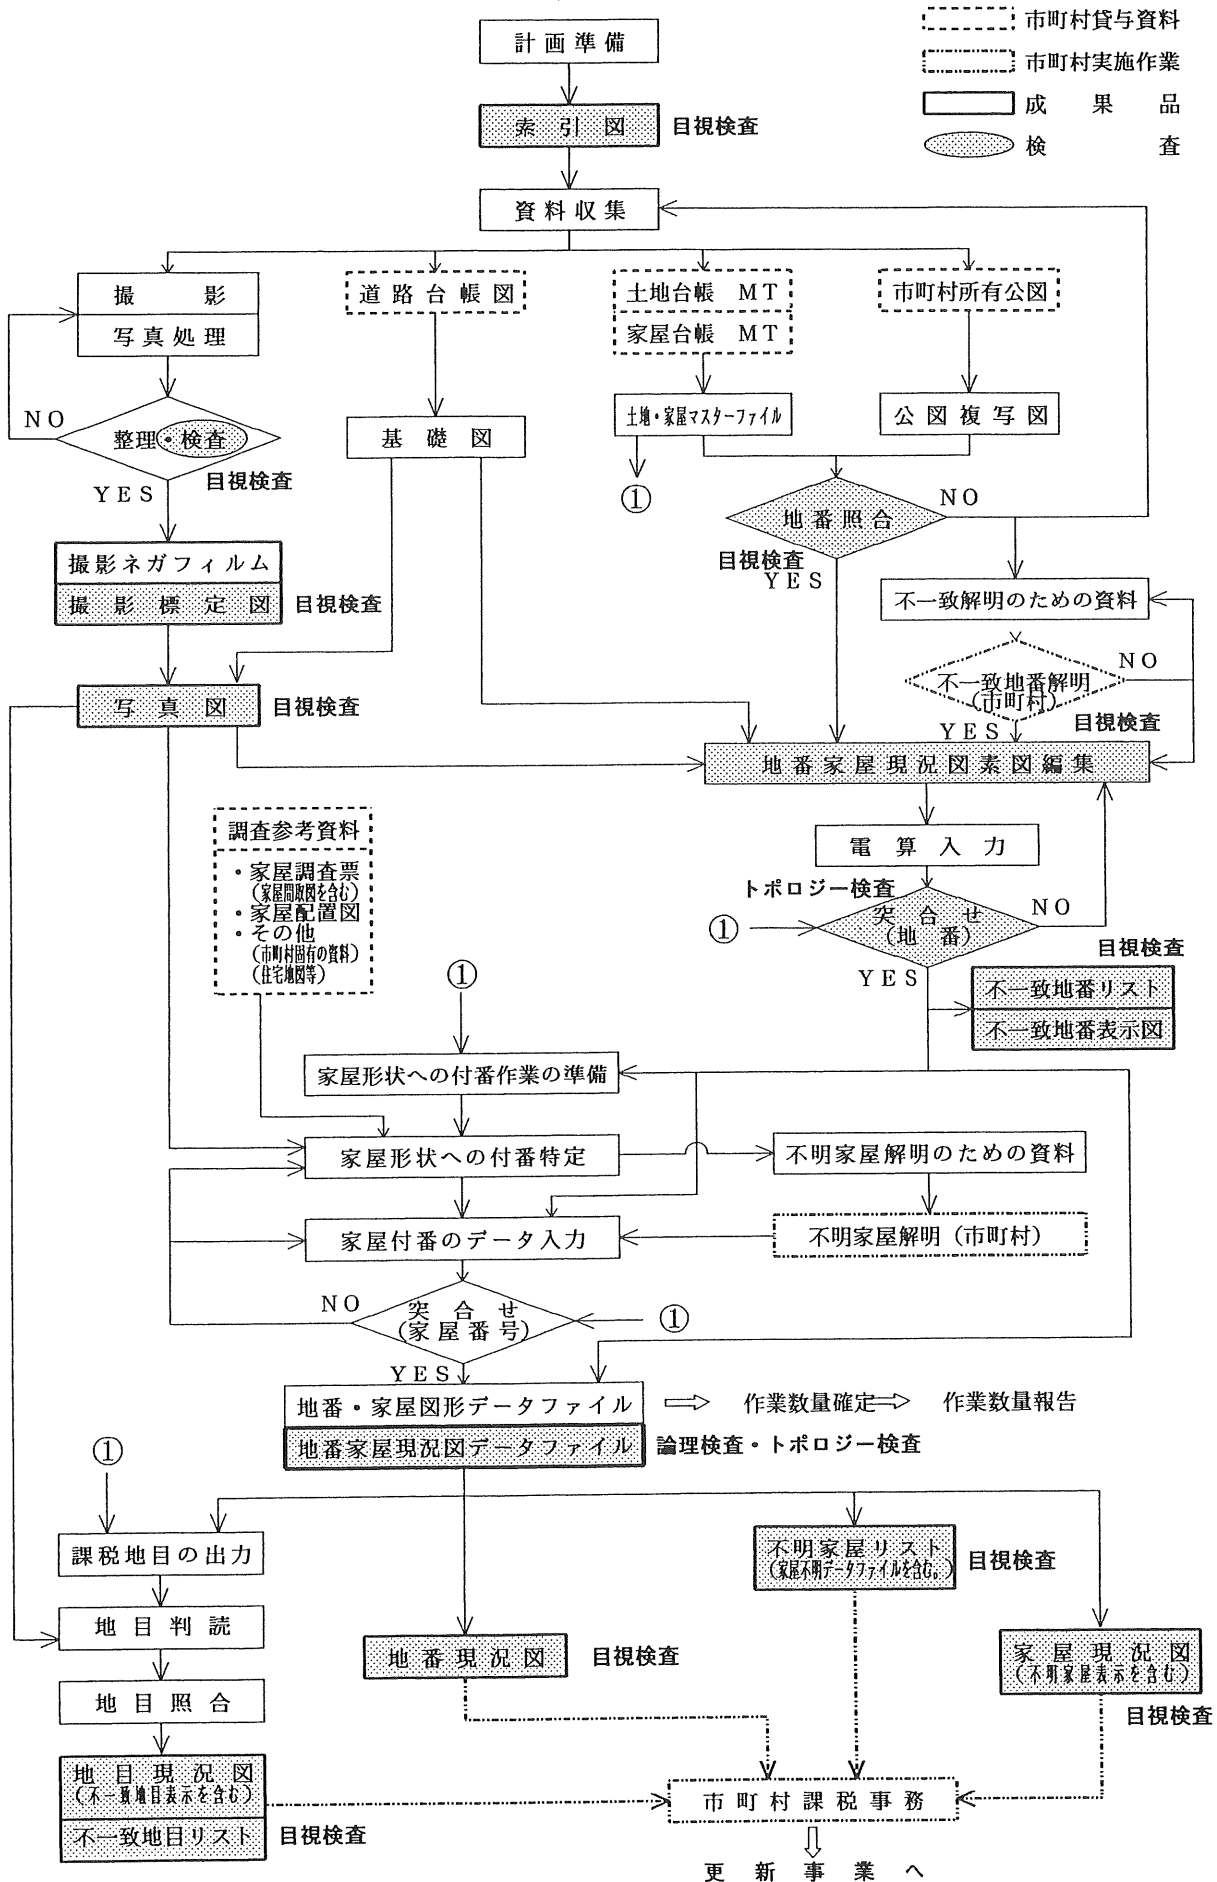 計画準備
市町村貸与資料
市町村実施作業
成果品
検査
索引図
目視検査
資料収集
撮影
写真処理
道路台帳図
土地台帳 MT
家屋台帳 MT
市町村所有公図
NO
整理・検査
目視検査
YES
基礎図
土地・家屋マスターファイル
①
公図複写図
地番照合
NO
目視検査
YES
撮影ネガフィルム
撮影標定図
目視検査
不一致解明のための資料
不一致地番解明
(市町村)
NO
目視検査
YES
写真図
目視検査
地番家屋現況図素図編集
電算入力
トポロジー検査
①
突合せ
(地番)
NO
YES
目視検査
不一致地番リスト
不一致地番表示図
調査参考資料
・家屋調査票
(家屋間取図を含む)
・家屋配置図
・その他
(市町村固有の資料)
(住宅地図等)
①
家屋形状への付番作業の準備
家屋形状への付番特定
不明家屋解明のための資料
家屋付番のデータ入力
不明家屋解明(市町村)
NO
突合せ
(家屋番号)
①
YES
地番・家屋図形データファイル
作業数量確定
作業数量報告
地番家屋現況図データファイル
論理検査・トポロジー検査
①
課税地目の出力
地目判読
地目照合
地目現況図
(不一致地目表示を含む)
不一致地目リスト
目視検査
地番現況図
目視検査
不明家屋リスト
(家屋不明データファイルを含む。)
目視検査
家屋現況図
(不明家屋表示を含む)
目視検査
市町村課税事務
更新事業へ